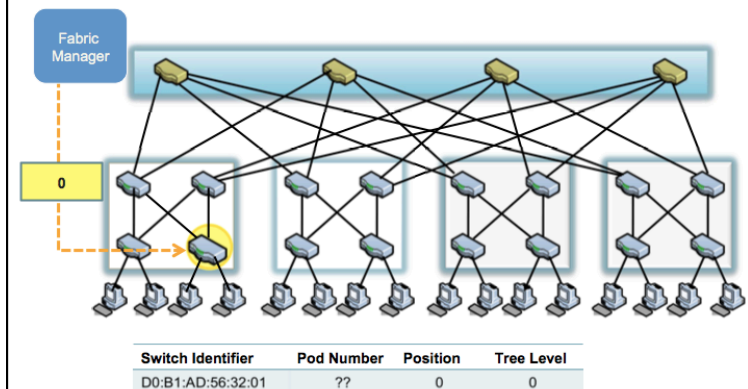 Fabric
Manager
0
Switch Identifier Pod Number Position Tree Level
D0:B1:AD:56:32:01 ?? 0 0